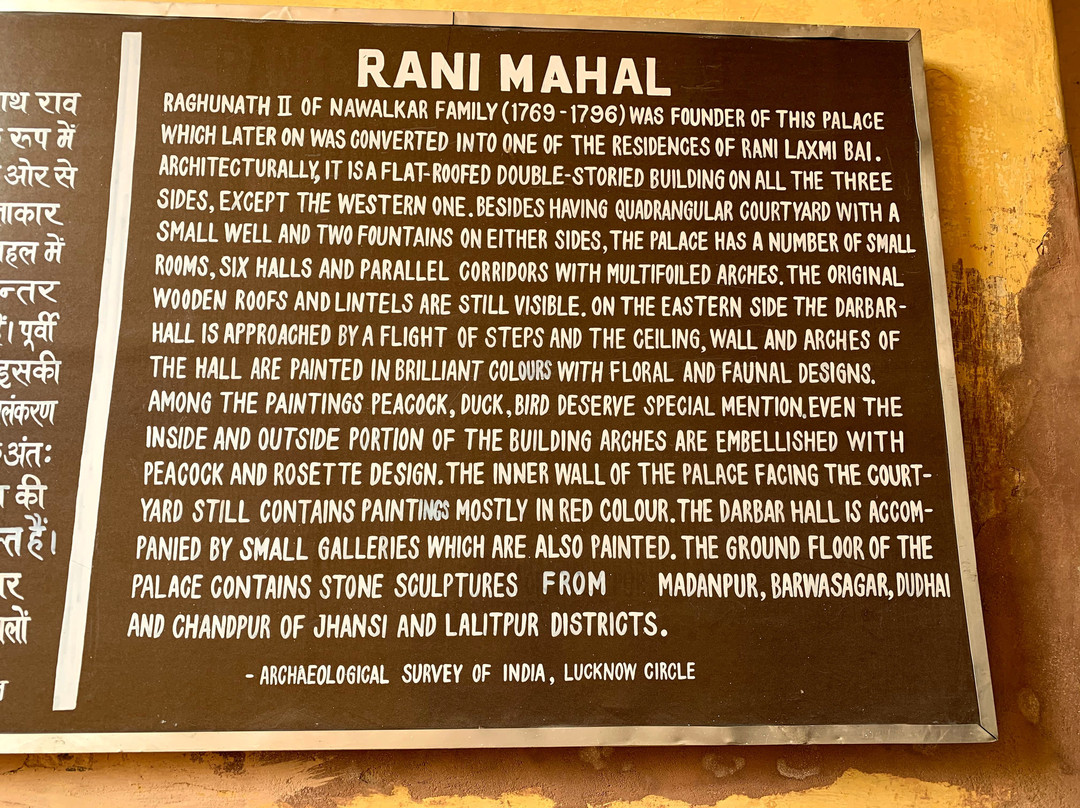 राव
रूप में
ओर से
में
पूर्वी
इसकी
अंतः
की
हैं।
RANI MAHAL
RAGHUNATH II OF NAWALKAR FAMILY (1769-1796) WAS FOUNDER OF THIS PALACE
WHICH LATER ON WAS CONVERTED INTO ONE OF THE RESIDENCES OF RANI LAXMI BAI.
ARCHITECTURALLY, IT IS A FLAT-ROOFED DOUBLE-STORIED BUILDING ON ALL THE THREE
SIDES, EXCEPT THE WESTERN ONE. BESIDES HAVING QUADRANGULAR COURTYARD WITH A
SMALL WELL AND TWO FOUNTAINS ON EITHER SIDES, THE PALACE HAS A NUMBER OF SMALL
ROOMS, SIX HALLS AND PARALLEL CORRIDORS WITH MULTIFOILED ARCHES. THE ORIGINAL
WOODEN ROOFS AND LINTELS ARE STILL VISIBLE. ON THE EASTERN SIDE THE DARBAR-
HALL IS APPROACHED BY A FLIGHT OF STEPS AND THE CEILING, WALL AND ARCHES OF
THE HALL ARE PAINTED IN BRILLIANT COLOURS WITH FLORAL AND FAUNAL DESIGNS.
AMONG THE PAINTINGS PEACOCK, DUCK, BIRD DESERVE SPECIAL MENTION. EVEN THE
INSIDE AND OUTSIDE PORTION OF THE BUILDING ARCHES ARE EMBELLISHED WITH
PEACOCK AND ROSETTE DESIGN. THE INNER WALL OF THE PALACE FACING THE COURT-
YARD STILL CONTAINS PAINTINGS MOSTLY IN RED COLOUR. THE DARBAR HALL IS ACCOM-
PANIED BY SMALL GALLERIES WHICH ARE ALSO PAINTED. THE GROUND FLOOR OF THE
PALACE CONTAINS STONE SCULPTURES FROM MADANPUR, BARWASAGAR, DUDHAI
AND CHANDPUR OF JHANSI AND LALITPUR DISTRICTS.
- ARCHAEOLOGICAL SURVEY OF INDIA, LUCKNOW CIRCLE